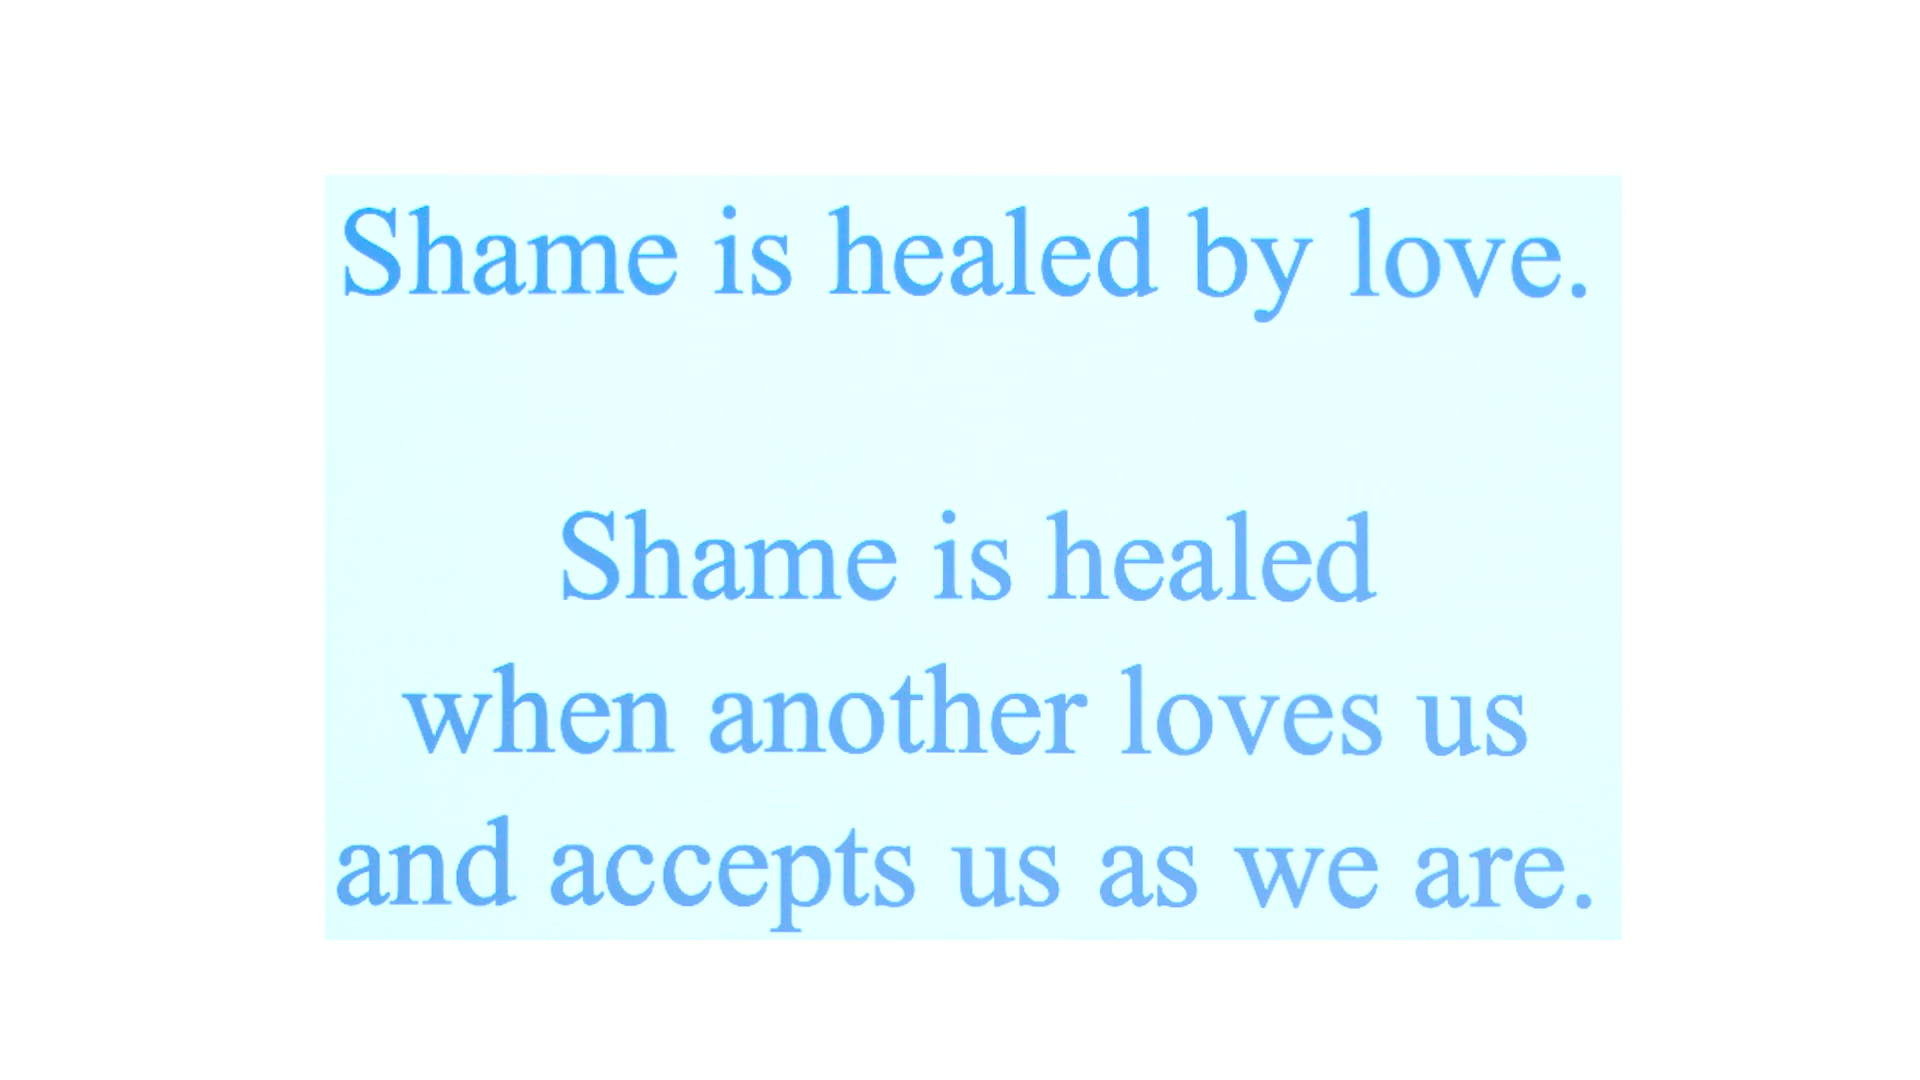 Shame is healed by love.
Shame is healed
when another loves us
and accepts us as we are.